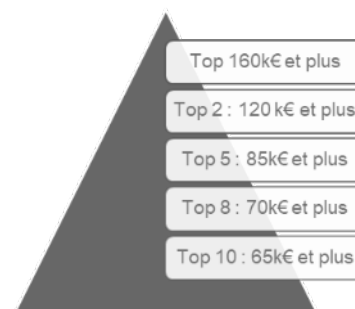 Top 160k€ et plus
Top 2 : 120 k€ et plus
Top 5 : 85k€ et plus
Top 8 : 70k€ et plus
Top 10 : 65k€ et plus